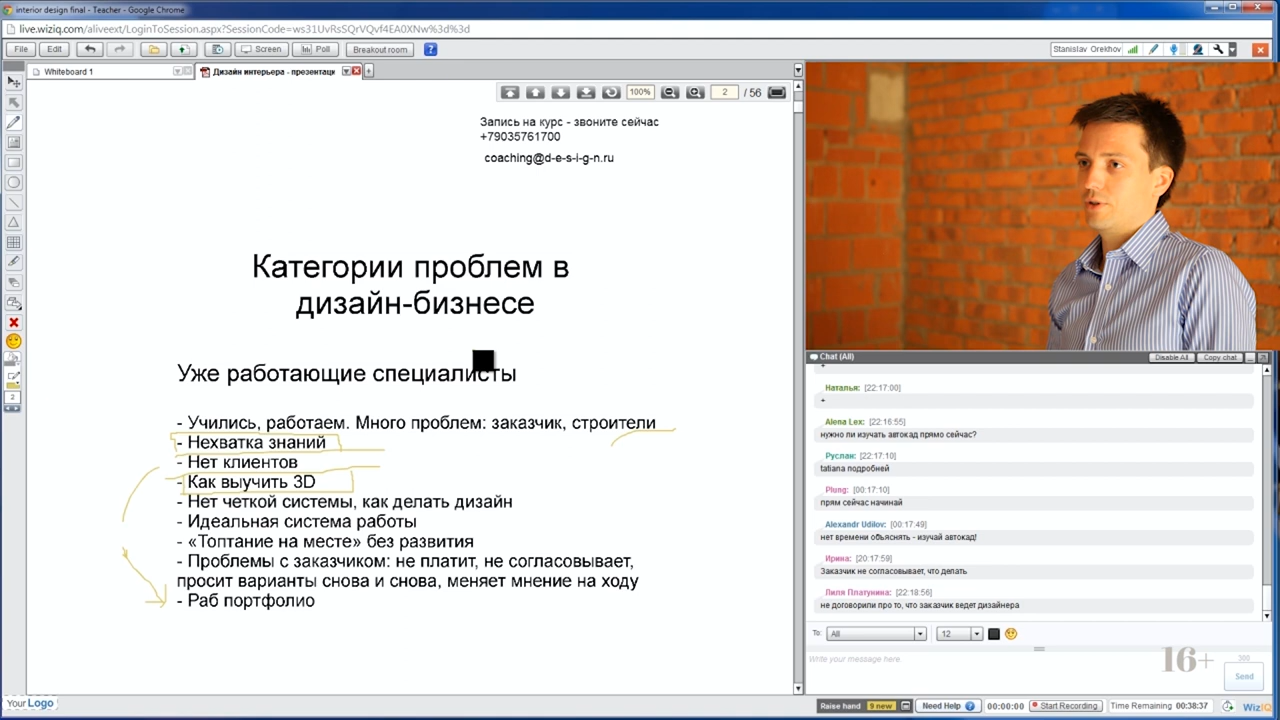 interior design final - Teacher - Google Chrome
live.wiziq.com/aliveext/LoginToSession.aspx?SessionCode=ws31UvRsSQrVQvf4EA0XNw%3d%3d
File Edit Screen Poll Breakout room ?
Stanislav Orekhov
Whiteboard 1
Дизайн интерьера - презентаци
100% 2 / 56
Запись на курс - звоните сейчас
+79035761700
coaching@d-e-s-i-g-n.ru
Категории проблем в
дизайн-бизнесе
Уже работающие специалисты
- Учились, работаем. Много проблем: заказчик, строители
- Нехватка знаний
- Нет клиентов
- Как выучить 3D
- Нет четкой системы, как делать дизайн
- Идеальная система работы
- «Топтание на месте» без развития
- Проблемы с заказчиком: не платит, не согласовывает,
просит варианты снова и снова, меняет мнение на ходу
- Раб портфолио
2
Chat (All) Disable All Copy chat
+
Наталья: [22:17:00]
+
Alena Lex: [22:16:55]
нужно ли изучать автокад прямо сейчас?
Руслан: [22:17:10]
tatiana подробней
Plung: [00:17:10]
прям сейчас начинай
Alexandr Udilov: [00:17:49]
нет времени объяснять - изучай автокад!
Ирина: [20:17:59]
Заказчик не согласовывает, что делать
Лиля Платунина: [22:18:56]
не договорили про то, что заказчик ведет дизайнера
To: All 12
Write your message here
16+
300
Send
Your Logo
Raise hand 9 new Need Help ? 00:00:00 Start Recording Time Remaining 00:38:37 WizIQ